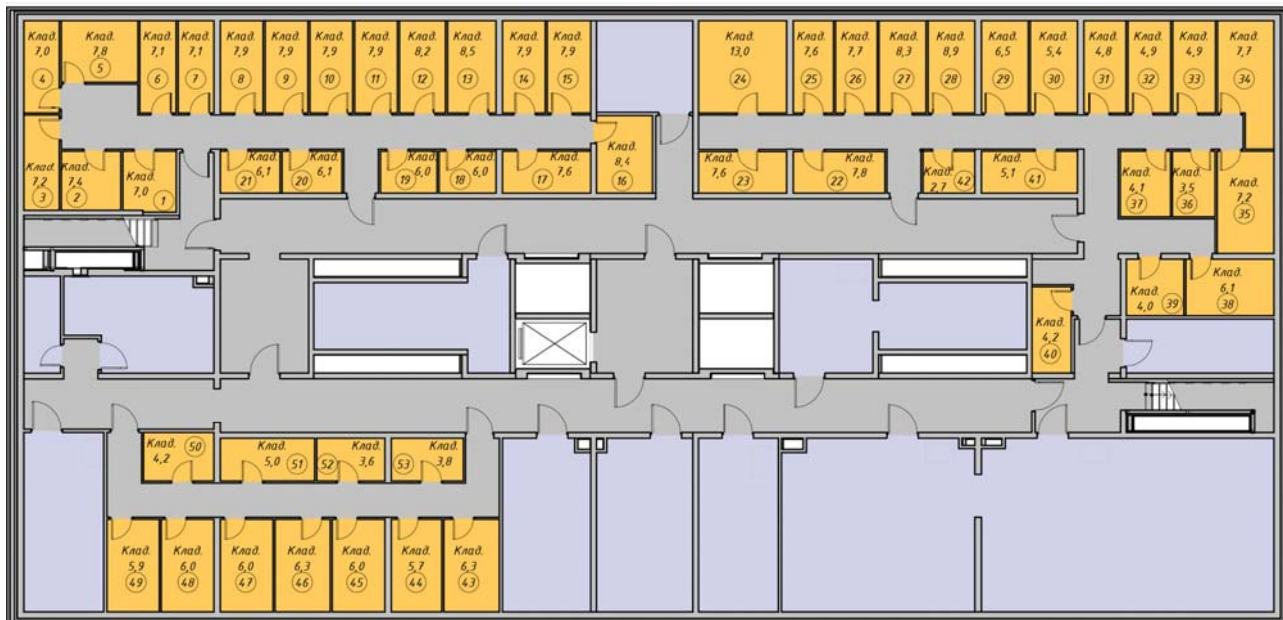 Клад.
7,0
4
Клад.
7,8
5
Клад.
7,1
6
Клад.
7,1
7
Клад.
7,9
8
Клад.
7,9
9
Клад.
7,9
10
Клад.
7,9
11
Клад.
8,2
12
Клад.
8,5
13
Клад.
7,9
14
Клад.
7,9
15
Клад.
13,0
24
Клад.
7,6
25
Клад.
7,7
26
Клад.
8,3
27
Клад.
8,9
28
Клад.
6,5
29
Клад.
5,4
30
Клад.
4,8
31
Клад.
4,9
32
Клад.
4,9
33
Клад.
7,7
34
Клад.
7,2
3
Клад.
7,4
2
Клад.
7,0
1
Клад.
6,1
21
Клад.
6,1
20
Клад.
6,0
19
Клад.
6,0
18
Клад.
7,6
17
Клад.
8,4
16
Клад.
7,6
23
Клад.
7,8
22
Клад.
2,7
42
Клад.
5,1
41
Клад.
4,1
37
Клад.
3,5
36
Клад.
7,2
35
Клад.
4,0
39
Клад.
6,1
38
Клад.
4,2
40
Клад.
4,2
50
Клад.
5,0
51
Клад.
3,6
52
Клад.
3,8
53
Клад.
5,9
49
Клад.
6,0
48
Клад.
6,0
47
Клад.
6,3
46
Клад.
6,0
45
Клад.
5,7
44
Клад.
6,3
43